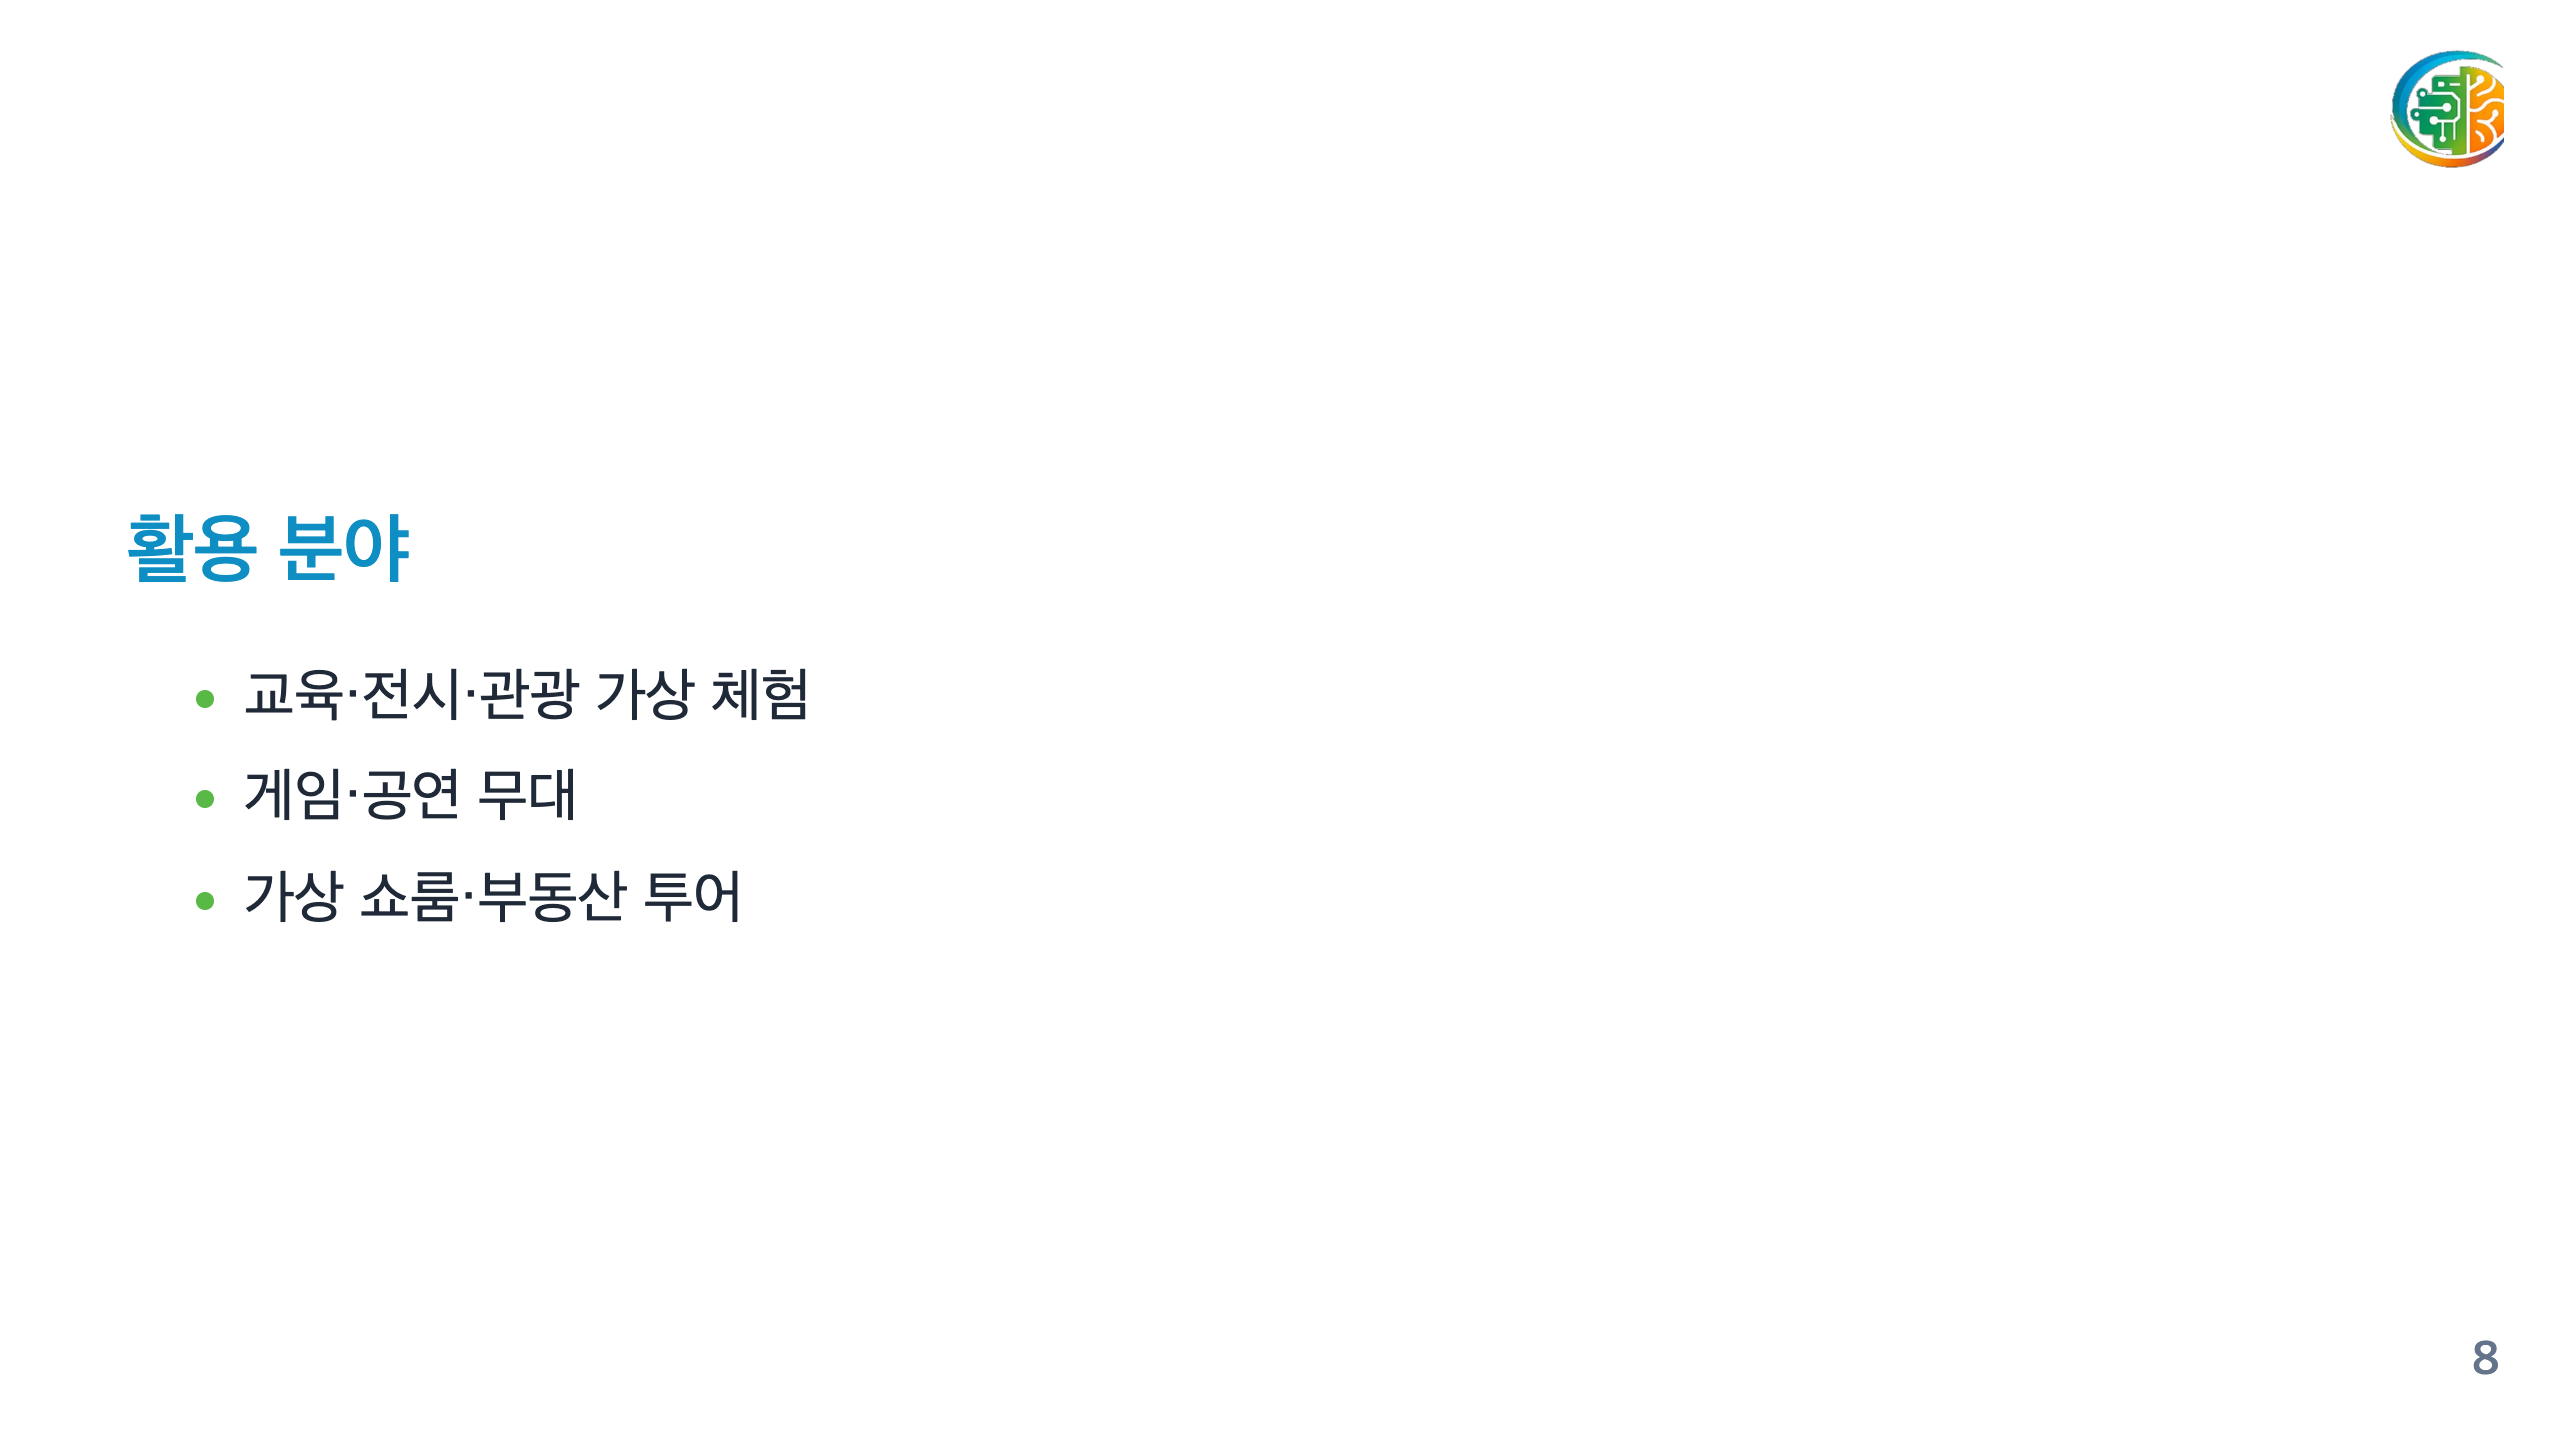 활용 분야
• 교육·전시·관광 가상 체험
• 게임·공연 무대
• 가상 쇼룸·부동산 투어
8